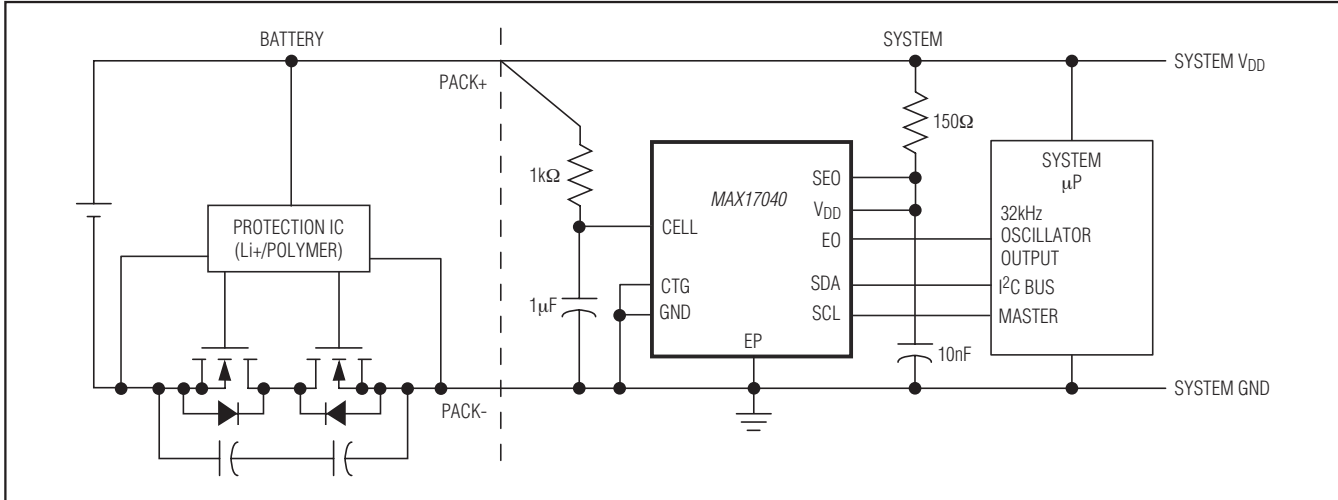 BATTERY
SYSTEM
SYSTEM VDD
PACK+
150Ω
1kΩ
SYSTEM
µP
MAX17040
SEO
VDD
EO
SDA
SCL
CELL
CTG
GND
EP
32kHz
OSCILLATOR
OUTPUT
I²C BUS
MASTER
PROTECTION IC
(Li+/POLYMER)
1µF
10nF
PACK-
SYSTEM GND